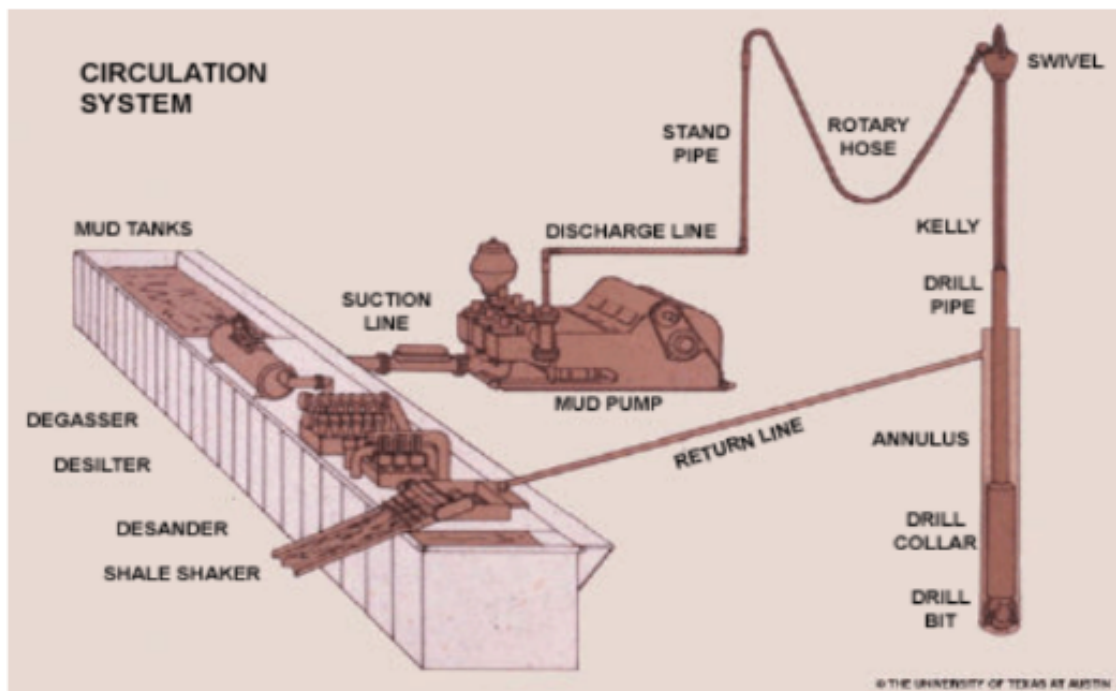 CIRCULATION
SYSTEM
SWIVEL
STAND
PIPE
ROTARY
HOSE
MUD TANKS
DISCHARGE LINE
KELLY
SUCTION
LINE
DRILL
PIPE
MUD PUMP
DEGASSER
RETURN LINE
ANNULUS
DESILTER
DESANDER
DRILL
COLLAR
SHALE SHAKER
DRILL
BIT
© THE UNIVERSITY OF TEXAS AT AUSTIN